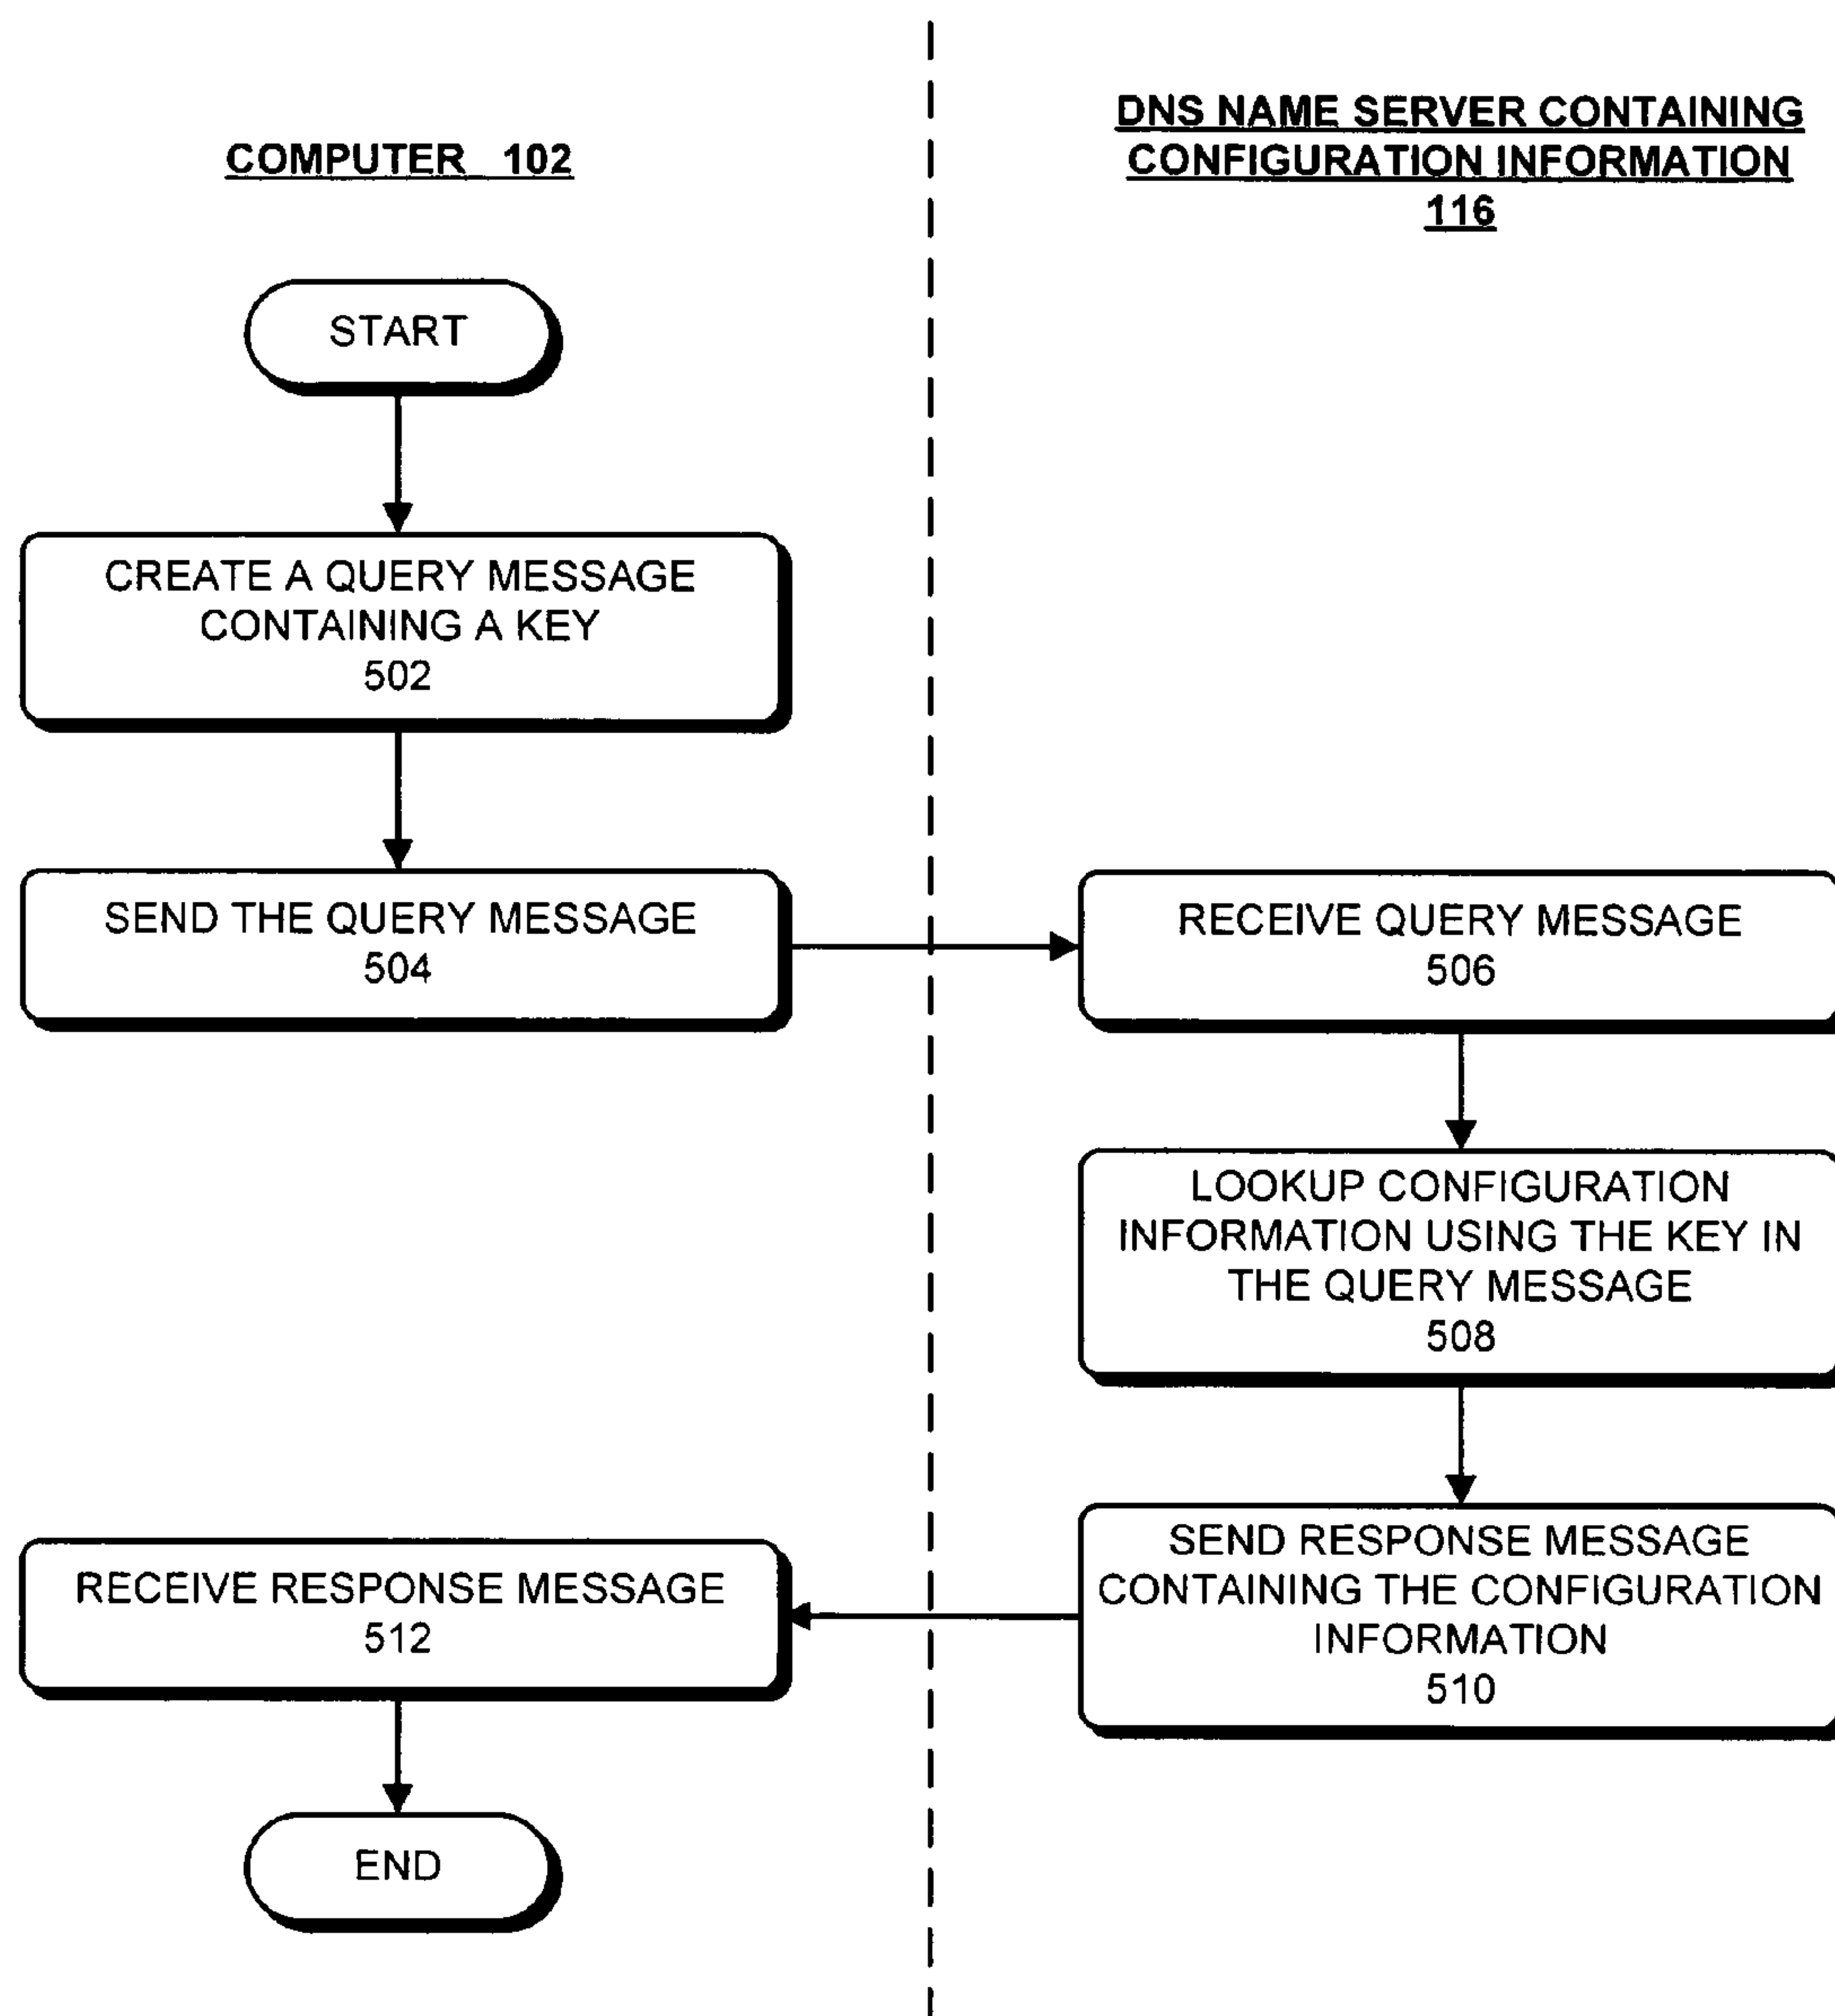 COMPUTER 102
DNS NAME SERVER CONTAINING
CONFIGURATION INFORMATION
116
START
CREATE A QUERY MESSAGE
CONTAINING A KEY
502
SEND THE QUERY MESSAGE
504
RECEIVE QUERY MESSAGE
506
LOOKUP CONFIGURATION
INFORMATION USING THE KEY IN
THE QUERY MESSAGE
508
SEND RESPONSE MESSAGE
CONTAINING THE CONFIGURATION
INFORMATION
510
RECEIVE RESPONSE MESSAGE
512
END